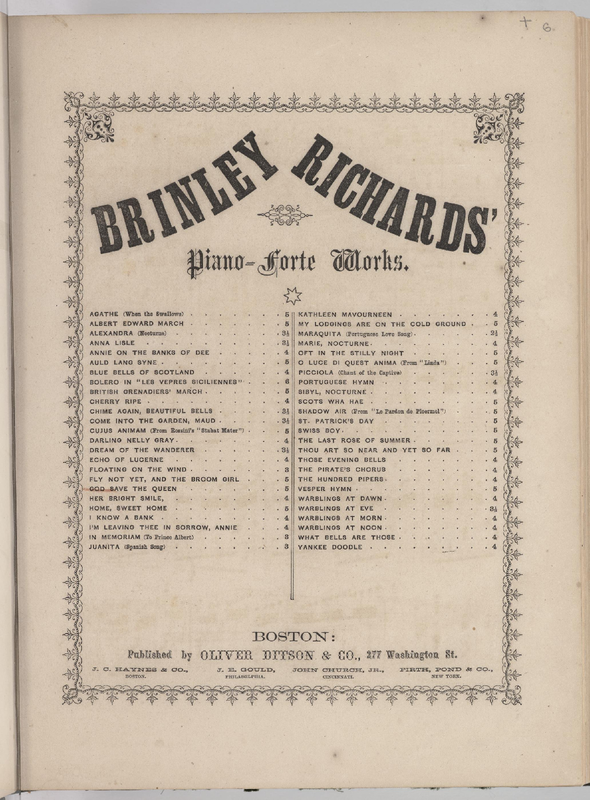 6.
BRINLEY RICHARDS'
Piano-Forte Works.
AGATHE (When the Swallows) . . . 5
ALBERT EDWARD MARCH . . . 5
ALEXANDRA (Nocturne) . . . 3½
ANNA LISLE . . . 3½
ANNIE ON THE BANKS OF DEE . . . 4
AULD LANG SYNE . . . 5
BLUE BELLS OF SCOTLAND . . . 4
BOLERO IN "LES VEPRES SICILIENNES" . . . 6
BRITISH GRENADIERS' MARCH . . . 5
CHERRY RIPE . . . 4
CHIME AGAIN, BEAUTIFUL BELLS . . . 3½
COME INTO THE GARDEN, MAUD . . . 3½
CUJUS ANIMAM (From Rossini's "Stabat Mater") . . . 5
DARLING NELLY GRAY . . . 4
DREAM OF THE WANDERER . . . 3½
ECHO OF LUCERNE . . . 4
FLOATING ON THE WIND . . . 3
FLY NOT YET, AND THE BROOM GIRL . . . 5
GOD SAVE THE QUEEN . . . 5
HER BRIGHT SMILE, . . . 4
HOME, SWEET HOME . . . 5
I KNOW A BANK . . . 4
I'M LEAVING THEE IN SORROW, ANNIE . . . 4
IN MEMORIAM (To Prince Albert) . . . 3
JUANITA (Spanish Song) . . . 3
KATHLEEN MAVOURNEEN . . . 4
MY LODGINGS ARE ON THE COLD GROUND . . . 5
MARAQUITA (Portuguese Love Song) . . . 2½
MARIE, NOCTURNE . . . 4
OFT IN THE STILLY NIGHT . . . 5
O LUCE DI QUEST ANIMA (From "Linda") . . . 5
PICCIOLA (Chant of the Captive) . . . 3½
PORTUGUESE HYMN . . . 4
SIBYL, NOCTURNE . . . 4
SCOTS WHA HAE . . . 5
SHADOW AIR (From "Le Pardon de Ploermel") . . . 5
ST. PATRICK'S DAY . . . 5
SWISS BOY . . . 5
THE LAST ROSE OF SUMMER . . . 5
THOU ART SO NEAR AND YET SO FAR . . . 5
THOSE EVENING BELLS . . . 4
THE PIRATE'S CHORUS . . . 4
THE HUNDRED PIPERS . . . 4
VESPER HYMN . . . 5
WARBLINGS AT DAWN . . . 4
WARBLINGS AT EVE . . . 3½
WARBLINGS AT MORN . . . 4
WARBLINGS AT NOON . . . 4
WHAT BELLS ARE THOSE . . . 4
YANKEE DOODLE . . . 4
BOSTON:
Published by OLIVER DITSON & CO., 277 Washington St.
J. C. HAYNES & CO., J. E. GOULD, JOHN CHURCH, JR., FIRTH, POND & CO.,
BOSTON. PHILADELPHIA. CINCINNATI. NEW YORK.